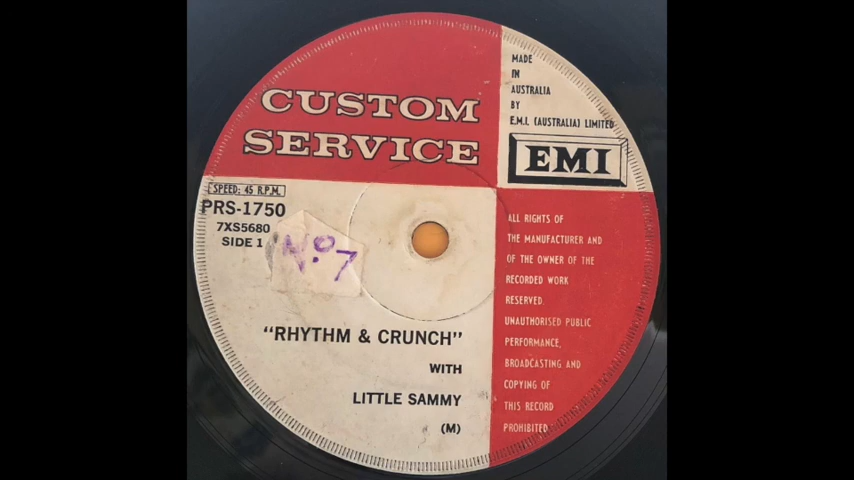 CUSTOM
SERVICE
MADE
IN
AUSTRALIA
BY
E.M.I. (AUSTRALIA) LIMITED
EMI
SPEED: 45 R.P.M.
PRS-1750
7XS5680
SIDE 1
Nº 7
"RHYTHM & CRUNCH"
WITH
LITTLE SAMMY
(M)
ALL RIGHTS OF
THE MANUFACTURER AND
OF THE OWNER OF THE
RECORDED WORK
RESERVED.
UNAUTHORISED PUBLIC
PERFORMANCE,
BROADCASTING AND
COPYING OF
THIS RECORD
PROHIBITED.